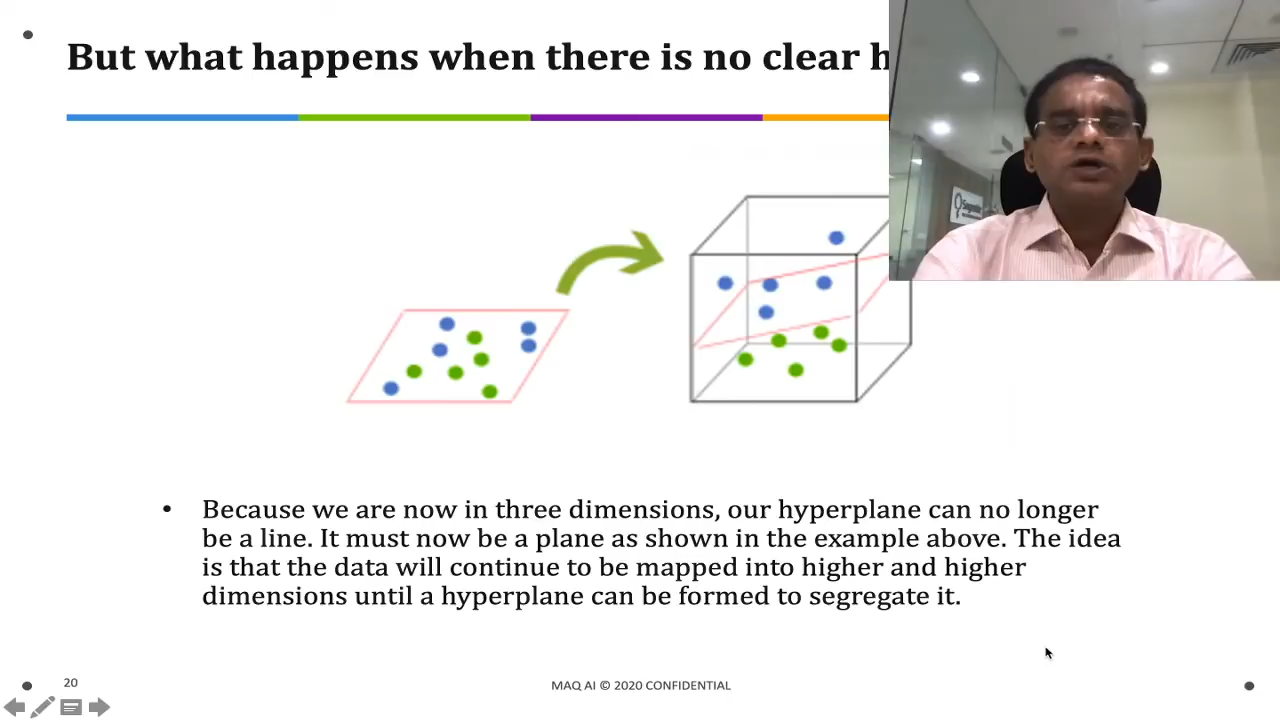 But what happens when there is no clear h
• Because we are now in three dimensions, our hyperplane can no longer
be a line. It must now be a plane as shown in the example above. The idea
is that the data will continue to be mapped into higher and higher
dimensions until a hyperplane can be formed to segregate it.
20
MAQ AI © 2020 CONFIDENTIAL